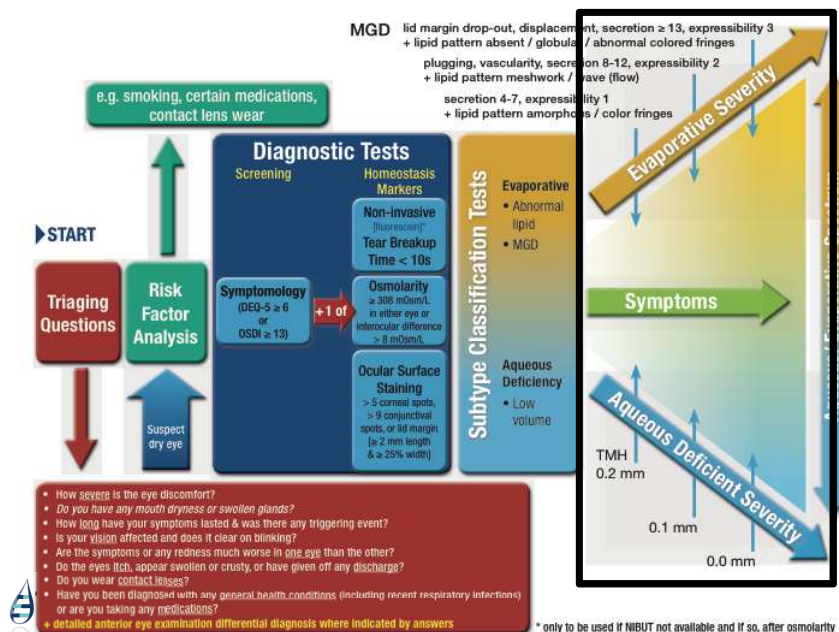 MGD
lid margin drop-out, displacement, secretion ≥ 13, expressibility 3
+ lipid pattern absent / globular / abnormal colored fringes
plugging, vascularity, secretion 8-12, expressibility 2
+ lipid pattern meshwork / wave (flow)
secretion 4-7, expressibility 1
+ lipid pattern amorphous / color fringes
e.g. smoking, certain medications,
contact lens wear
START
Triaging
Questions
Risk
Factor
Analysis
Suspect
dry eye
Diagnostic Tests
Screening
Homeostasis
Markers
Symptomology
(DEQ-5 ≥ 6
or
OSDI ≥ 13)
+1 of
Non-invasive
[fluorescein]*
Tear Breakup
Time < 10s
Osmolarity
≥ 308 mOsm/L
in either eye or
interocular difference
> 8 mOsm/L
Ocular Surface
Staining
> 5 corneal spots,
> 9 conjunctival
spots, or lid margin
[≥ 2 mm length
& ≥ 25% width]
Subtype Classification Tests
Evaporative
• Abnormal
lipid
• MGD
Aqueous
Deficiency
• Low
volume
Evaporative Severity
Symptoms
Aqueous Deficient Severity
TMH
0.2 mm
0.1 mm
0.0 mm
• How severe is the eye discomfort?
• Do you have any mouth dryness or swollen glands?
• How long have your symptoms lasted & was there any triggering event?
• Is your vision affected and does it clear on blinking?
• Are the symptoms or any redness much worse in one eye than the other?
• Do the eyes itch, appear swollen or crusty, or have given off any discharge?
• Do you wear contact lenses?
• Have you been diagnosed with any general health conditions (including recent respiratory infections)
or are you taking any medications?
+ detailed anterior eye examination differential diagnosis where indicated by answers
* only to be used if NIBUT not available and if so, after osmolarity